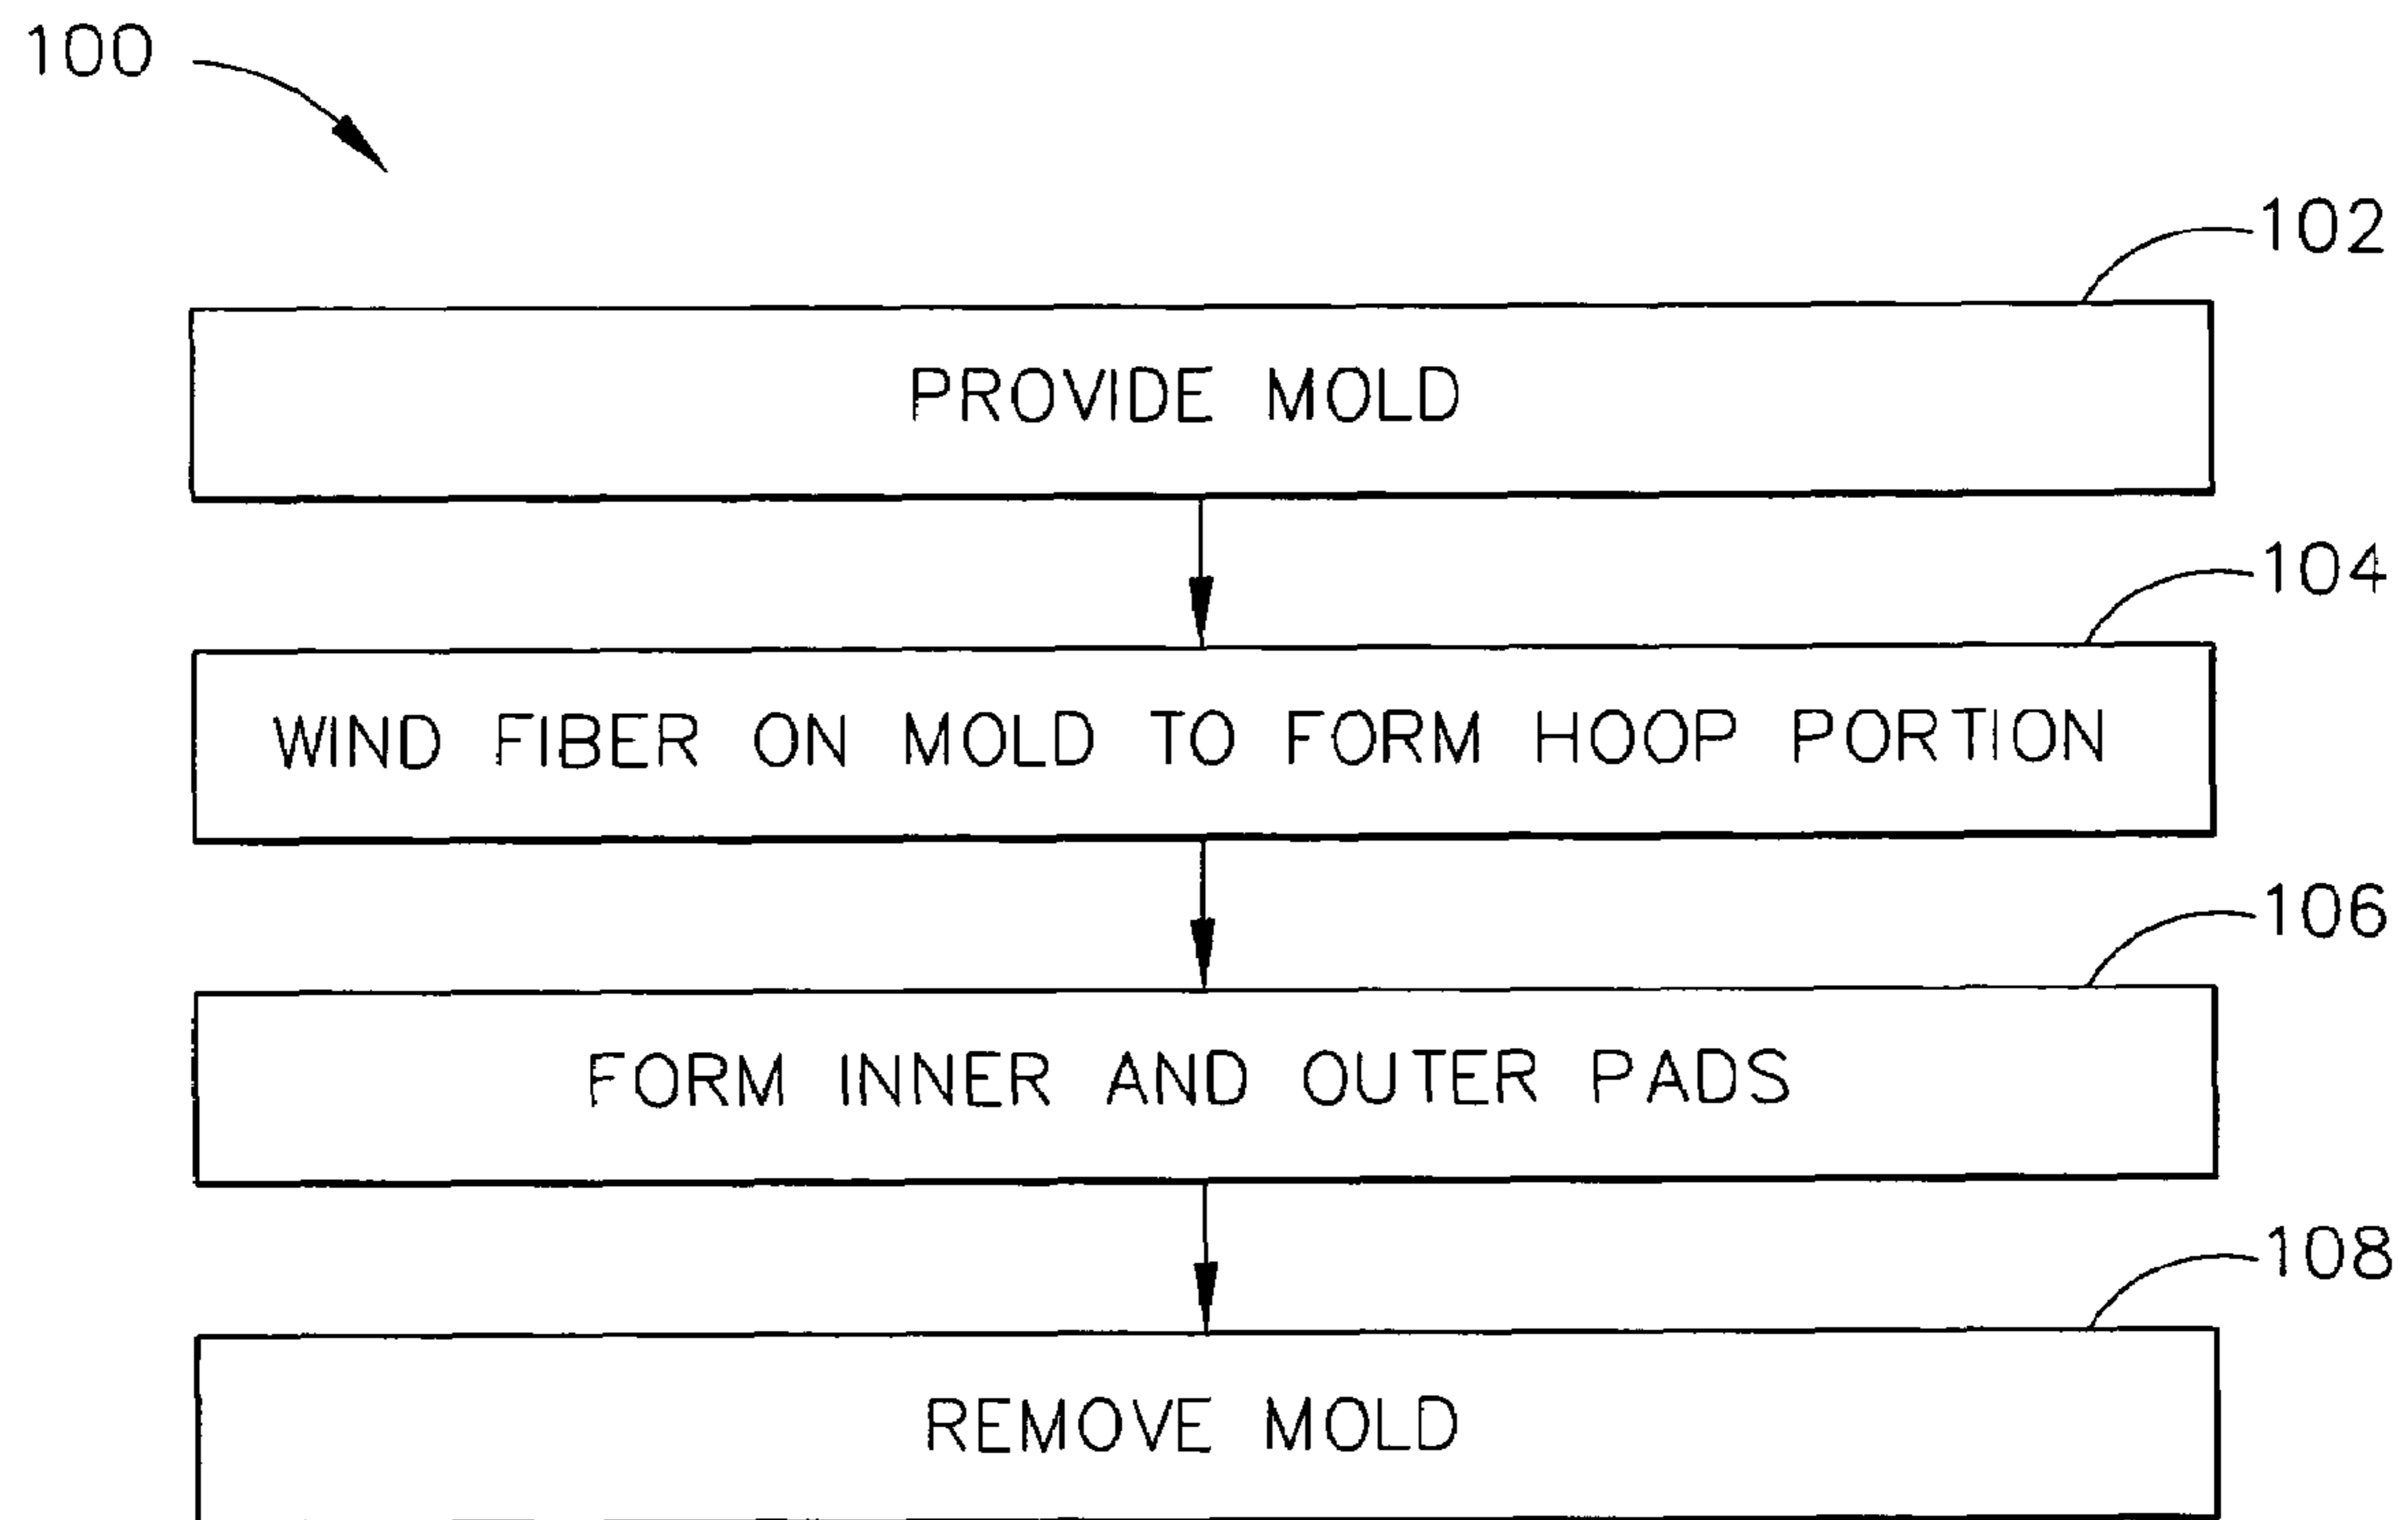 100
102
PROVIDE MOLD
104
WIND FIBER ON MOLD TO FORM HOOP PORTION
106
FORM INNER AND OUTER PADS
108
REMOVE MOLD